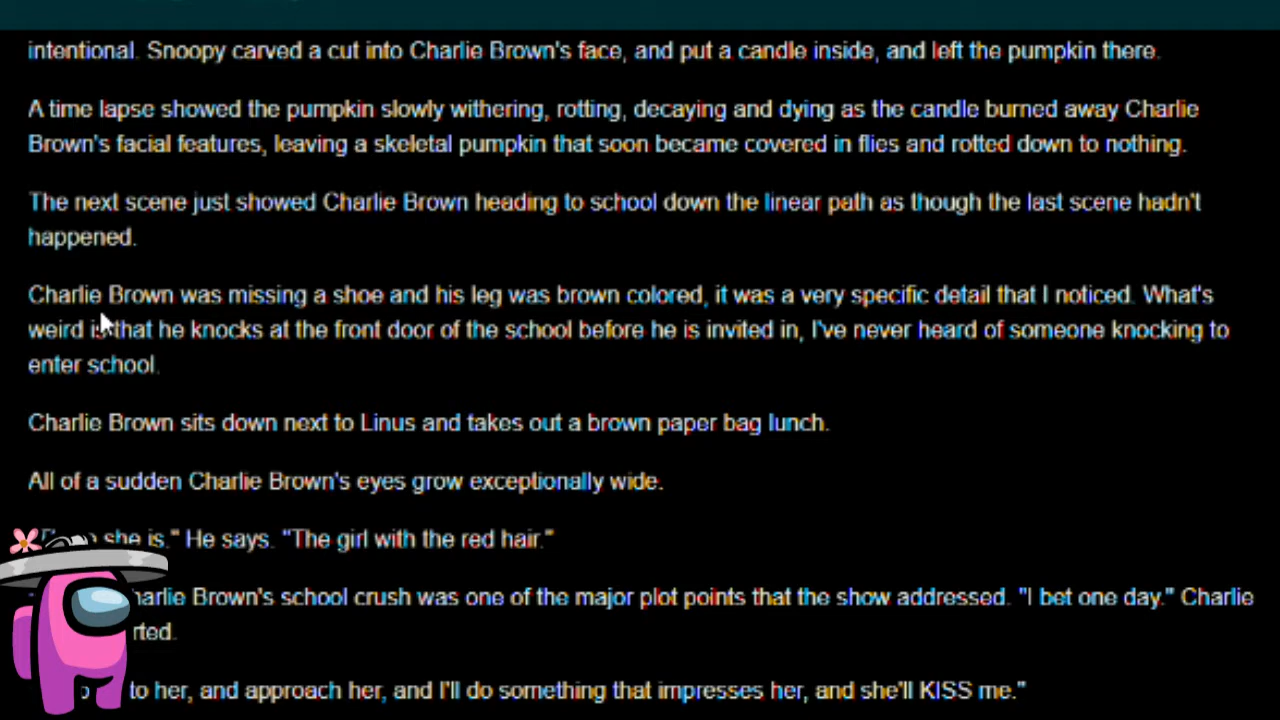 intentional. Snoopy carved a cut into Charlie Brown's face, and put a candle inside, and left the pumpkin there.
A time lapse showed the pumpkin slowly withering, rotting, decaying and dying as the candle burned away Charlie
Brown's facial features, leaving a skeletal pumpkin that soon became covered in flies and rotted down to nothing.
The next scene just showed Charlie Brown heading to school down the linear path as though the last scene hadn't
happened.
Charlie Brown was missing a shoe and his leg was brown colored, it was a very specific detail that I noticed. What's
weird is that he knocks at the front door of the school before he is invited in, I've never heard of someone knocking to
enter school.
Charlie Brown sits down next to Linus and takes out a brown paper bag lunch.
All of a sudden Charlie Brown's eyes grow exceptionally wide.
she is." He says. "The girl with the red hair."
Brown's school crush was one of the major plot points that the show addressed. "I bet one day." Charlie
to her, and approach her, and I'll do something that impresses her, and she'll KISS me."